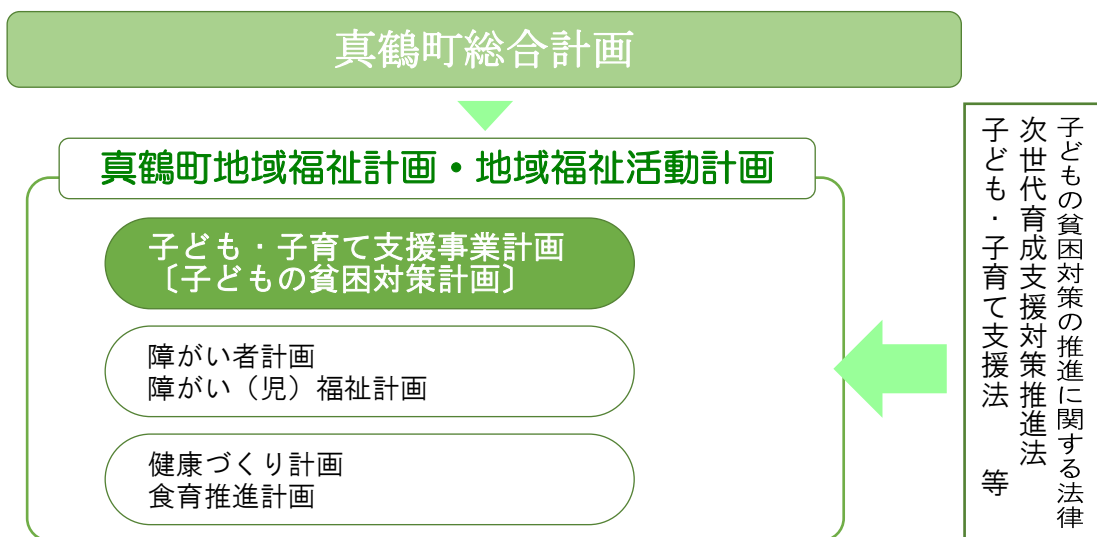 真鶴町総合計画
真鶴町地域福祉計画・地域福祉活動計画
子ども・子育て支援事業計画
〔子どもの貧困対策計画〕
障がい者計画
障がい（児）福祉計画
健康づくり計画
食育推進計画
子どもの貧困対策の推進に関する法律
次世代育成支援対策推進法
子ども・子育て支援法　等